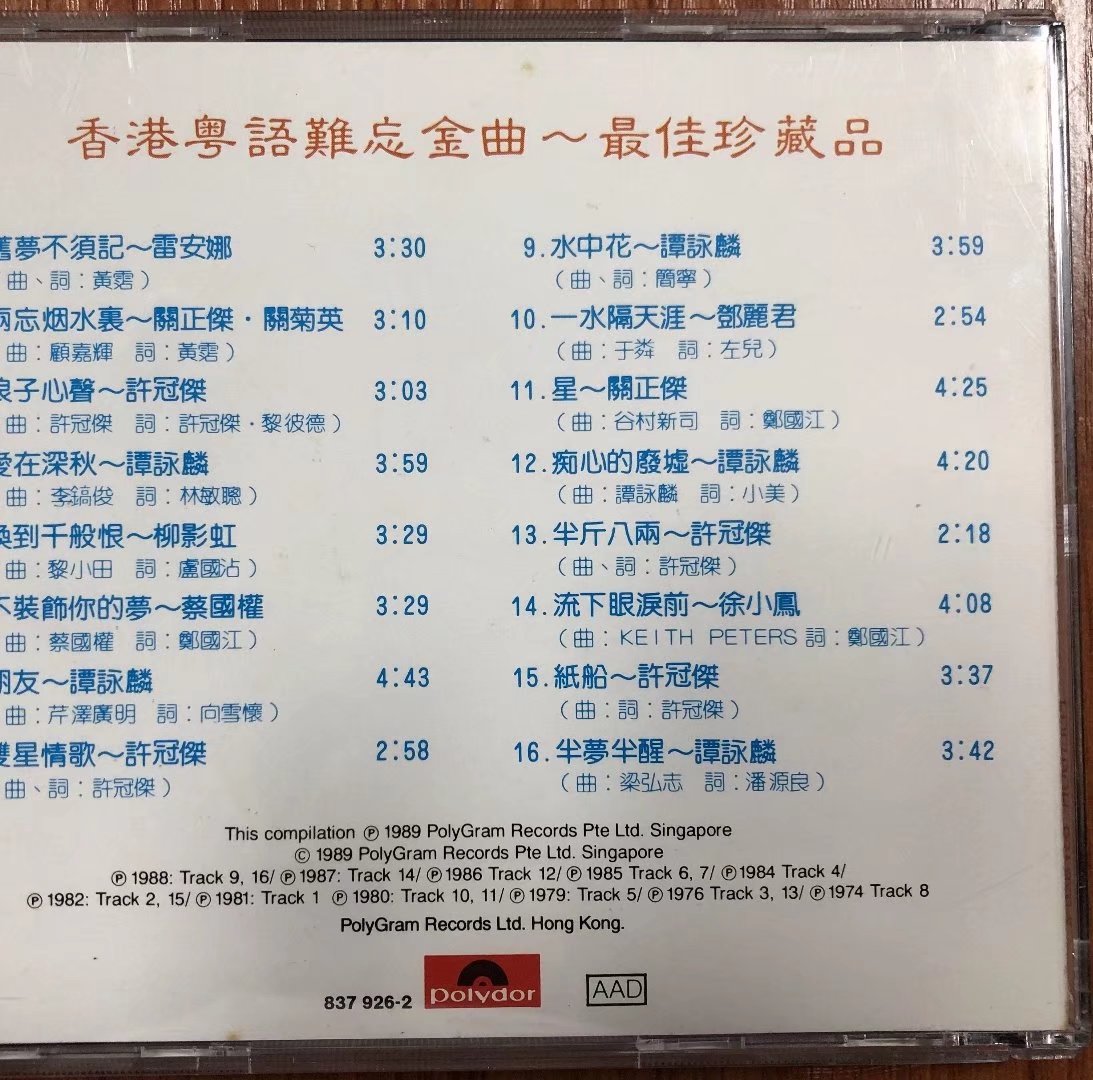 香港粤語難忘金曲～最佳珍藏品
舊夢不須記～雷安娜 3:30
曲、詞：黃霑）
兩忘烟水裏～關正傑・關菊英 3:10
曲：顧嘉輝 詞：黃霑）
浪子心聲～許冠傑 3:03
曲：許冠傑 詞：許冠傑・黎彼德）
愛在深秋～譚詠麟 3:59
曲：李鎬俊 詞：林敏聰）
換到千般恨～柳影虹 3:29
曲：黎小田 詞：盧國沾）
不裝飾你的夢～蔡國權 3:29
曲：蔡國權 詞：鄭國江）
朋友～譚詠麟 4:43
曲：芹澤廣明 詞：向雪懷）
雙星情歌～許冠傑 2:58
曲、詞：許冠傑）
9.水中花～譚詠麟 3:59
（曲、詞：簡寧）
10.一水隔天涯～鄧麗君 2:54
（曲：于粦 詞：左兒）
11.星～關正傑 4:25
（曲：谷村新司 詞：鄭國江）
12.痴心的廢墟～譚詠麟 4:20
（曲：譚詠麟 詞：小美）
13.半斤八兩～許冠傑 2:18
（曲、詞：許冠傑）
14.流下眼淚前～徐小鳳 4:08
（曲：KEITH PETERS 詞：鄭國江）
15.紙船～許冠傑 3:37
（曲：詞：許冠傑）
16.半夢半醒～譚詠麟 3:42
（曲：梁弘志 詞：潘源良）
This compilation ℗ 1989 PolyGram Records Pte Ltd. Singapore
© 1989 PolyGram Records Pte Ltd. Singapore
℗ 1988: Track 9, 16/ ℗ 1987: Track 14/ ℗ 1986 Track 12/ ℗ 1985 Track 6, 7/ ℗ 1984 Track 4/
℗ 1982: Track 2, 15/ ℗ 1981: Track 1 ℗ 1980: Track 10, 11/ ℗ 1979: Track 5/ ℗ 1976 Track 3, 13/ ℗ 1974 Track 8
PolyGram Records Ltd. Hong Kong.
837 926-2 polydor AAD